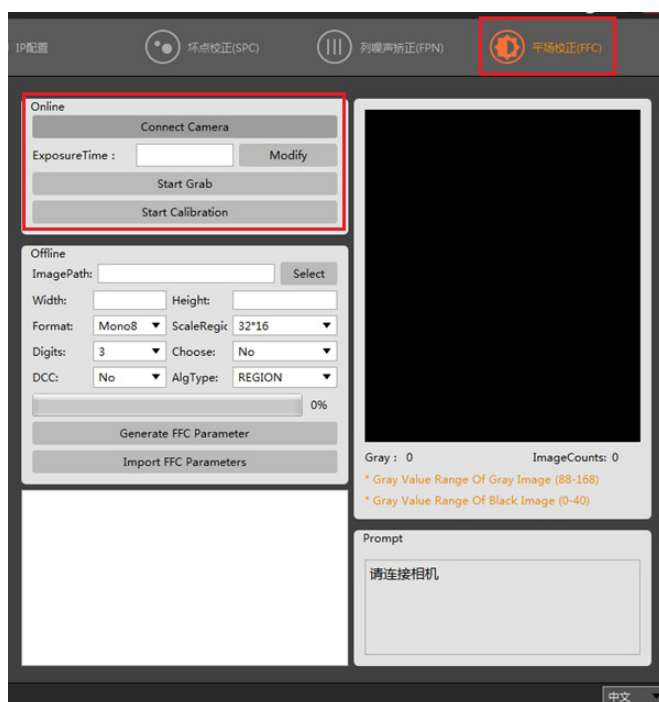 IP配置
坏点校正(SPC)
列噪声矫正(FPN)
平场校正(FFC)
Online
Connect Camera
ExposureTime :
Modify
Start Grab
Start Calibration
Offline
ImagePath:
Select
Width:
Height:
Format: Mono8
ScaleRegic 32*16
Digits: 3
Choose: No
DCC: No
AlgType: REGION
0%
Generate FFC Parameter
Import FFC Parameters
Gray : 0
ImageCounts: 0
* Gray Value Range Of Gray Image (88-168)
* Gray Value Range Of Black Image (0-40)
Prompt
请连接相机
中文